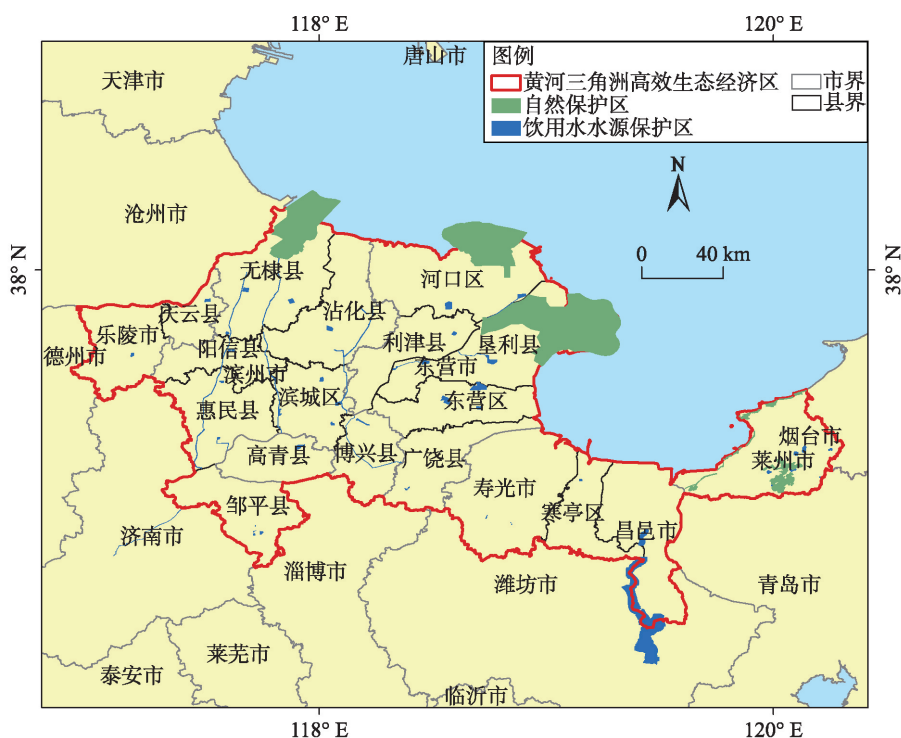 118° E
120° E
唐山市
图例
天津市
黄河三角洲高效生态经济区
市界
自然保护区
县界
饮用水水源保护区
N
沧州市
0
40 km
38° N
38° N
无棣县
河口区
庆云县
沾化县
乐陵市
利津县
垦利县
德州市
阳信县
东营市
滨州市
滨城区
东营区
惠民县
烟台市
高青县
博兴县
广饶县
莱州市
寿光市
邹平县
寒亭区
昌邑市
济南市
淄博市
潍坊市
青岛市
莱芜市
泰安市
临沂市
118° E
120° E